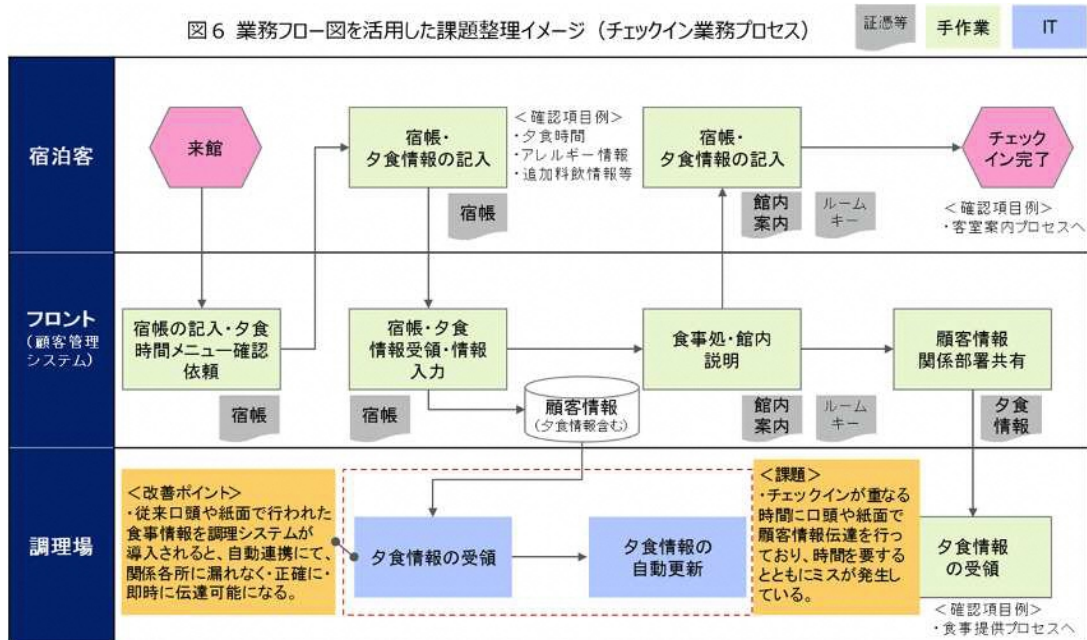 図6 業務フロー図を活用した課題整理イメージ（チェックイン業務プロセス）
証憑等
手作業
IT
宿泊客
来館
宿帳・
夕食情報の記入
＜確認項目例＞
・夕食時間
・アレルギー情報
・追加料飲情報等
宿帳
宿帳・
夕食情報の記入
館内
案内
ルーム
キー
チェック
イン完了
＜確認項目例＞
・客室案内プロセスへ
フロント
（顧客管理
システム）
宿帳の記入・夕食
時間メニュー確認
依頼
宿帳
宿帳・夕食
情報受領・情報
入力
宿帳
顧客情報
（夕食情報含む）
食事処・館内
説明
館内
案内
ルーム
キー
顧客情報
関係部署共有
夕食
情報
調理場
＜改善ポイント＞
・従来口頭や紙面で行われた
食事情報を調理システムが
導入されると、自動連携にて、
関係各所に漏れなく・正確に・
即時に伝達可能になる。
夕食情報の受領
夕食情報の
自動更新
＜課題＞
・チェックインが重なる
時間に口頭や紙面で
顧客情報伝達を行っ
ており、時間を要する
とともにミスが発生し
ている。
夕食情報
の受領
＜確認項目例＞
・食事提供プロセスへ